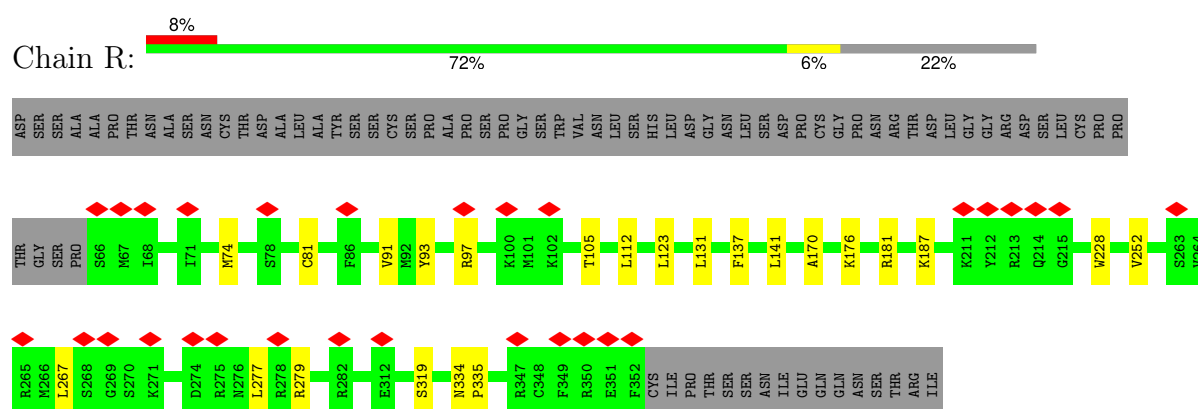 8%
Chain R:
72% 6% 22%
ASP SER SER ALA ALA PRO THR ASN ALA SER ASN CYS THR ASP ALA LEU ALA TYR SER SER CYS SER PRO ALA PRO SER PRO GLY SER TRP VAL ASN LEU SER HIS LEU ASP GLY ASN LEU SER ASP PRO CYS GLY PRO ASN ARG THR ASP LEU GLY GLY ARG ASP SER LEU CYS PRO PRO
THR GLY SER PRO S66 M67 I68 I71 M74 S78 C81 F86 V91 M92 Y93 R97 K100 M101 K102 T105 L112 L123 L131 F137 L141 A170 K176 R181 K187 K211 Y212 R213 Q214 G215 W228 V252 S263 V264
R265 M266 L267 S268 G269 S270 K271 D274 R275 N276 L277 R278 R279 R282 E312 S319 N334 P335 R347 C348 F349 R350 E351 F352 CYS ILE PRO THR SER SER ASN ILE GLU GLN GLN ASN SER THR ARG ILE